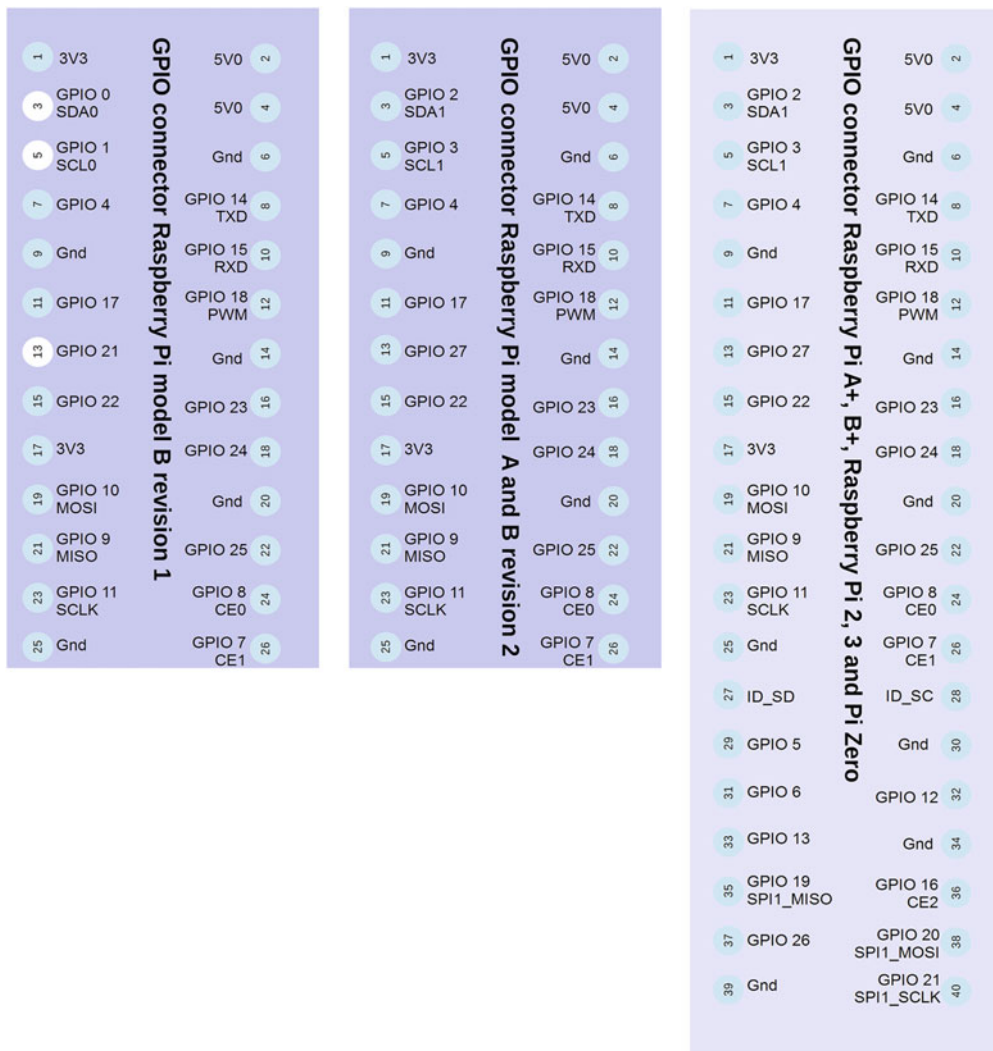 GPIO connector Raspberry Pi model B revision 1
1 3V3 5V0 2
3 GPIO 0 SDA0 5V0 4
5 GPIO 1 SCL0 Gnd 6
7 GPIO 4 GPIO 14 TXD 8
9 Gnd GPIO 15 RXD 10
11 GPIO 17 GPIO 18 PWM 12
13 GPIO 21 Gnd 14
15 GPIO 22 GPIO 23 16
17 3V3 GPIO 24 18
19 GPIO 10 MOSI Gnd 20
21 GPIO 9 MISO GPIO 25 22
23 GPIO 11 SCLK GPIO 8 CE0 24
25 Gnd GPIO 7 CE1 26
GPIO connector Raspberry Pi model A and B revision 2
1 3V3 5V0 2
3 GPIO 2 SDA1 5V0 4
5 GPIO 3 SCL1 Gnd 6
7 GPIO 4 GPIO 14 TXD 8
9 Gnd GPIO 15 RXD 10
11 GPIO 17 GPIO 18 PWM 12
13 GPIO 27 Gnd 14
15 GPIO 22 GPIO 23 16
17 3V3 GPIO 24 18
19 GPIO 10 MOSI Gnd 20
21 GPIO 9 MISO GPIO 25 22
23 GPIO 11 SCLK GPIO 8 CE0 24
25 Gnd GPIO 7 CE1 26
GPIO connector Raspberry Pi A+, B+, Raspberry Pi 2, 3 and Pi Zero
1 3V3 5V0 2
3 GPIO 2 SDA1 5V0 4
5 GPIO 3 SCL1 Gnd 6
7 GPIO 4 GPIO 14 TXD 8
9 Gnd GPIO 15 RXD 10
11 GPIO 17 GPIO 18 PWM 12
13 GPIO 27 Gnd 14
15 GPIO 22 GPIO 23 16
17 3V3 GPIO 24 18
19 GPIO 10 MOSI Gnd 20
21 GPIO 9 MISO GPIO 25 22
23 GPIO 11 SCLK GPIO 8 CE0 24
25 Gnd GPIO 7 CE1 26
27 ID_SD ID_SC 28
29 GPIO 5 Gnd 30
31 GPIO 6 GPIO 12 32
33 GPIO 13 Gnd 34
35 GPIO 19 SPI1_MISO GPIO 16 CE2 36
37 GPIO 26 GPIO 20 SPI1_MOSI 38
39 Gnd GPIO 21 SPI1_SCLK 40